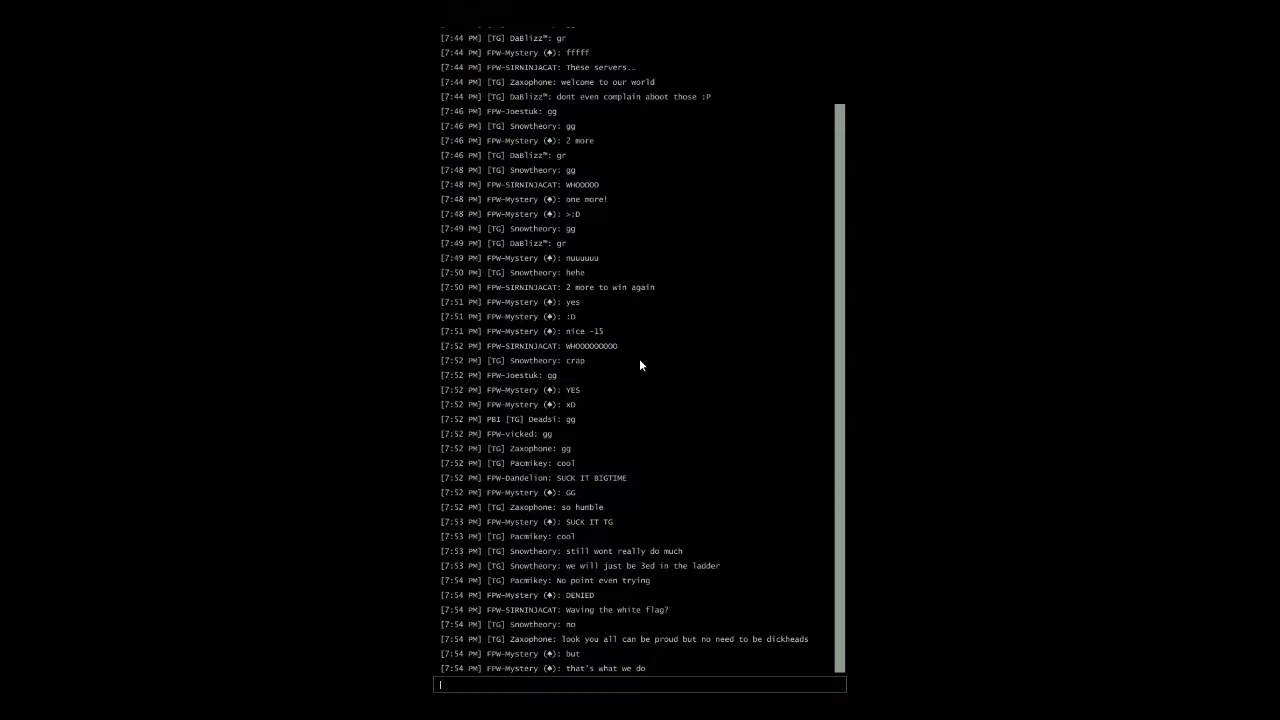 [7:44 PM] [TG] DaBlizz™: gr
[7:44 PM] FPW-Mystery (♠): fffff
[7:44 PM] FPW-SIRNINJACAT: These servers..
[7:44 PM] [TG] Zaxophone: welcome to our world
[7:44 PM] [TG] DaBlizz™: dont even complain aboot those :P
[7:46 PM] FPW-Joestuk: gg
[7:46 PM] [TG] Snowtheory: gg
[7:46 PM] FPW-Mystery (♠): 2 more
[7:46 PM] [TG] DaBlizz™: gr
[7:48 PM] [TG] Snowtheory: gg
[7:48 PM] FPW-SIRNINJACAT: WHOOOOO
[7:48 PM] FPW-Mystery (♠): one more!
[7:48 PM] FPW-Mystery (♠): >:D
[7:49 PM] [TG] Snowtheory: gg
[7:49 PM] [TG] DaBlizz™: gr
[7:49 PM] FPW-Mystery (♠): nuuuuuu
[7:50 PM] [TG] Snowtheory: hehe
[7:50 PM] FPW-SIRNINJACAT: 2 more to win again
[7:51 PM] FPW-Mystery (♠): yes
[7:51 PM] FPW-Mystery (♠): :D
[7:51 PM] FPW-Mystery (♠): nice -15
[7:52 PM] FPW-SIRNINJACAT: WHOOOOOOOOO
[7:52 PM] [TG] Snowtheory: crap
[7:52 PM] FPW-Joestuk: gg
[7:52 PM] FPW-Mystery (♠): YES
[7:52 PM] FPW-Mystery (♠): xD
[7:52 PM] PBI [TG] Deadsi: gg
[7:52 PM] FPW-vicked: gg
[7:52 PM] [TG] Zaxophone: gg
[7:52 PM] [TG] Pacmikey: cool
[7:52 PM] FPW-Dandelion: SUCK IT BIGTIME
[7:52 PM] FPW-Mystery (♠): GG
[7:52 PM] [TG] Zaxophone: so humble
[7:53 PM] FPW-Mystery (♠): SUCK IT TG
[7:53 PM] [TG] Pacmikey: cool
[7:53 PM] [TG] Snowtheory: still wont really do much
[7:53 PM] [TG] Snowtheory: we will just be 3ed in the ladder
[7:54 PM] [TG] Pacmikey: No point even trying
[7:54 PM] FPW-Mystery (♠): DENIED
[7:54 PM] FPW-SIRNINJACAT: Waving the white flag?
[7:54 PM] [TG] Snowtheory: no
[7:54 PM] [TG] Zaxophone: look you all can be proud but no need to be dickheads
[7:54 PM] FPW-Mystery (♠): but
[7:54 PM] FPW-Mystery (♠): that's what we do